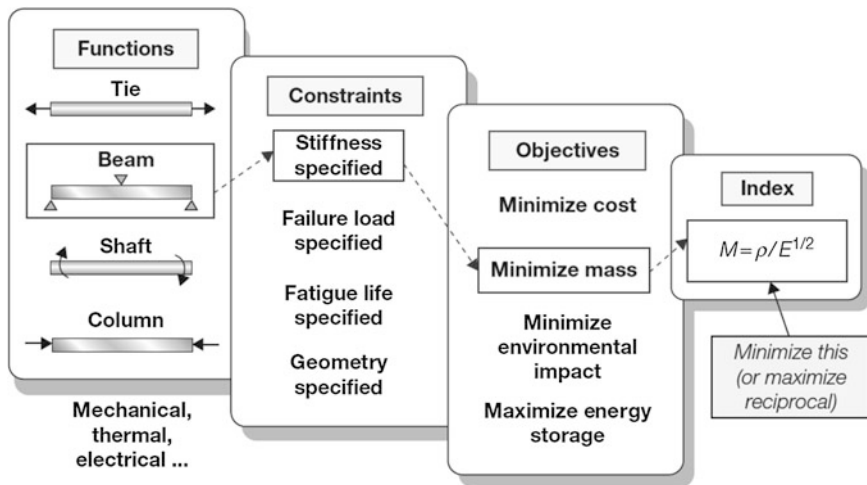 Functions
Tie
Beam
Shaft
Column
Mechanical,
thermal,
electrical ...
Constraints
Stiffness
specified
Failure load
specified
Fatigue life
specified
Geometry
specified
Objectives
Minimize cost
Minimize mass
Minimize
environmental
impact
Maximize energy
storage
Index
M = ρ/E^{1/2}
Minimize this
(or maximize
reciprocal)